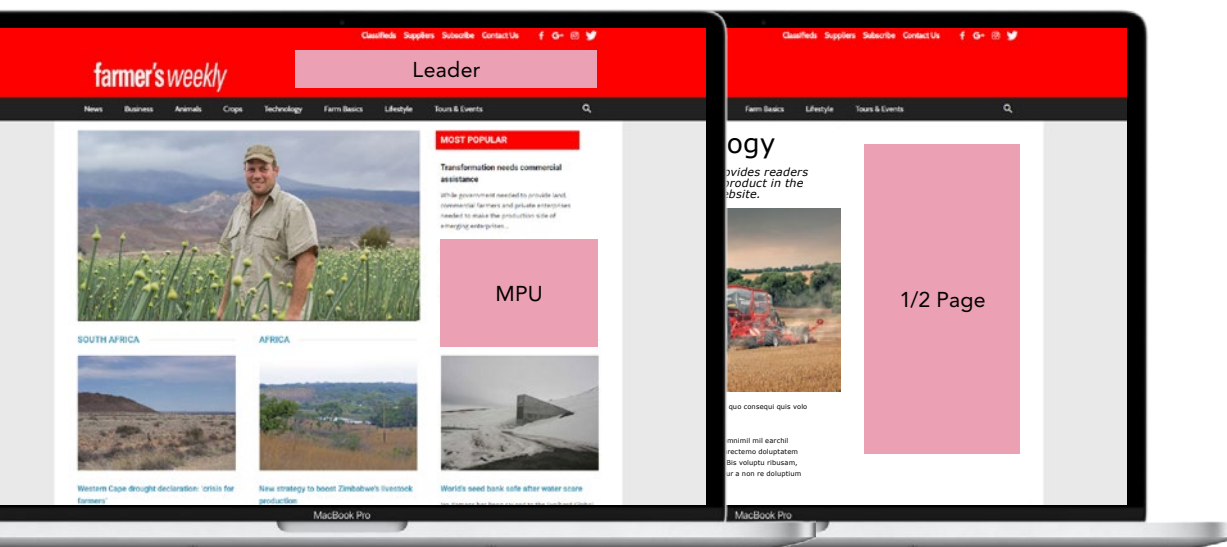 Classifieds Suppliers Subscribe Contact Us
farmer's weekly
Leader
News Business Animals Crops Technology Farm Basics Lifestyle Tours & Events
MOST POPULAR
Transformation needs commercial
assistance
While government needed to provide land,
commercial farmers and private enterprises
needed to make the production side of
emerging enterprises...
MPU
SOUTH AFRICA
AFRICA
Western Cape drought declaration: 'crisis for
farmers'
New strategy to boost Zimbabwe's livestock
production
World's seed bank safe after water scare
MacBook Pro
Classifieds Suppliers Subscribe Contact Us
Farm Basics Lifestyle Tours & Events
ogy
ovides readers
product in the
ebsite.
1/2 Page
quo consequi quis volo
mnimil mil earchil
rectemo doluptatem
Bis voluptu ribusam,
ur a non re doluptium
MacBook Pro